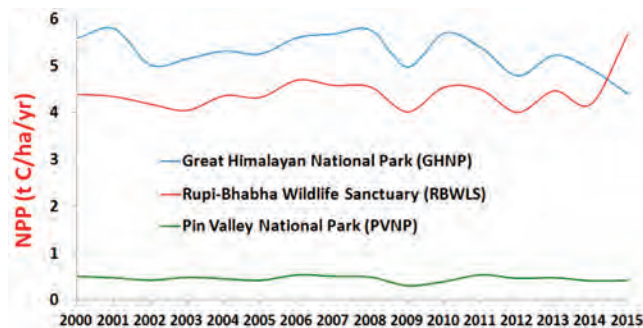 6
5
4
3
2
1
0
NPP (t C/ha/yr)
Great Himalayan National Park (GHNP)
Rupi-Bhabha Wildlife Sanctuary (RBWLS)
Pin Valley National Park (PVNP)
2000 2001 2002 2003 2004 2005 2006 2007 2008 2009 2010 2011 2012 2013 2014 2015